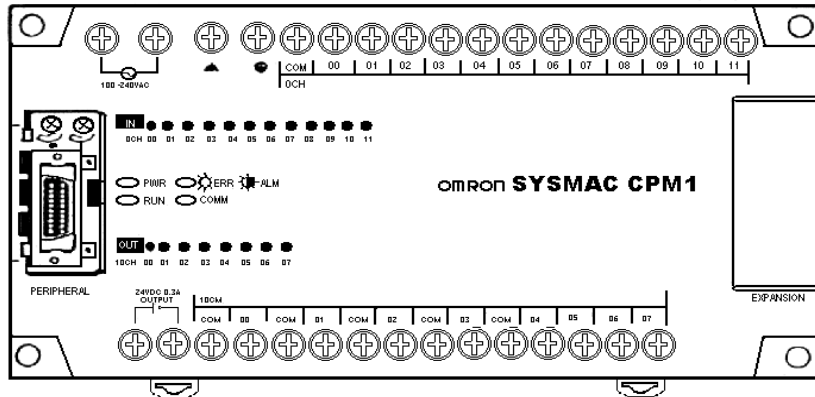 100 -240VAC
COM 00 01 02 03 04 05 06 07 08 09 10 11
0CH
IN
0CH 00 01 02 03 04 05 06 07 08 09 10 11
PWR ERR ALM
RUN COMM
omron SYSMAC CPM1
OUT
10CH 00 01 02 03 04 05 06 07
PERIPHERAL
EXPANSION
24VDC 0.3A
OUTPUT
10CM
COM 00 COM 01 COM 02 COM 03 COM 04 05 06 07